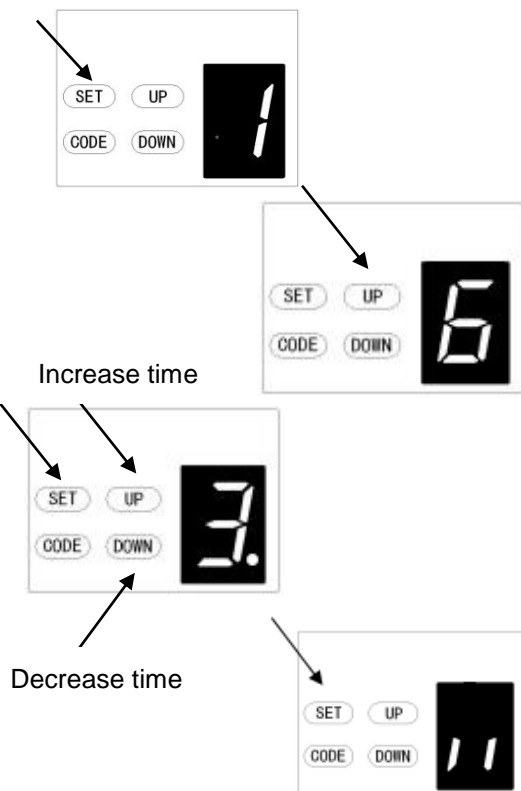 SET UP
1
CODE DOWN
SET UP
6
CODE DOWN
Increase time
SET UP
3.
CODE DOWN
Decrease time
SET UP
CODE DOWN
11